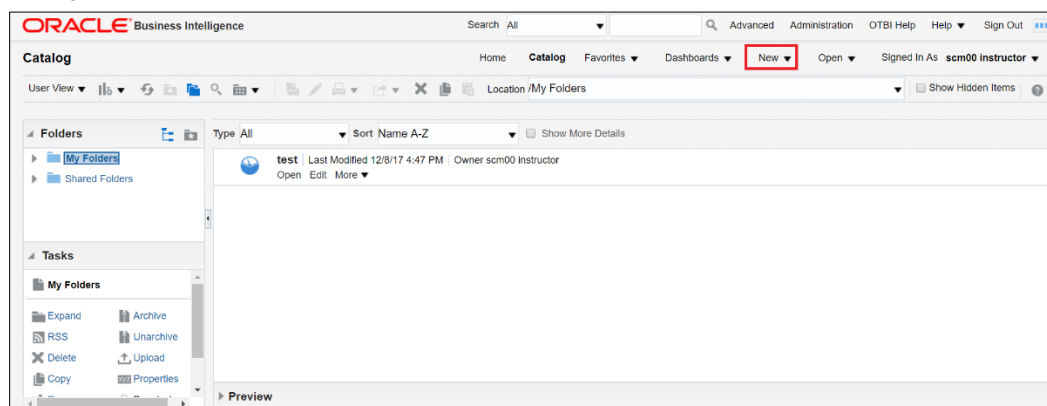 ORACLE Business Intelligence Search All Advanced Administration OTBI Help Help Sign Out
Catalog Home Catalog Favorites Dashboards New Open Signed In As scm00 instructor
User View Location /My Folders Show Hidden Items
Folders Type All Sort Name A-Z Show More Details
My Folders
Shared Folders
test Last Modified 12/8/17 4:47 PM Owner scm00 instructor
Open Edit More
Tasks
My Folders
Expand Archive
RSS Unarchive
Delete Upload
Copy Properties
Preview